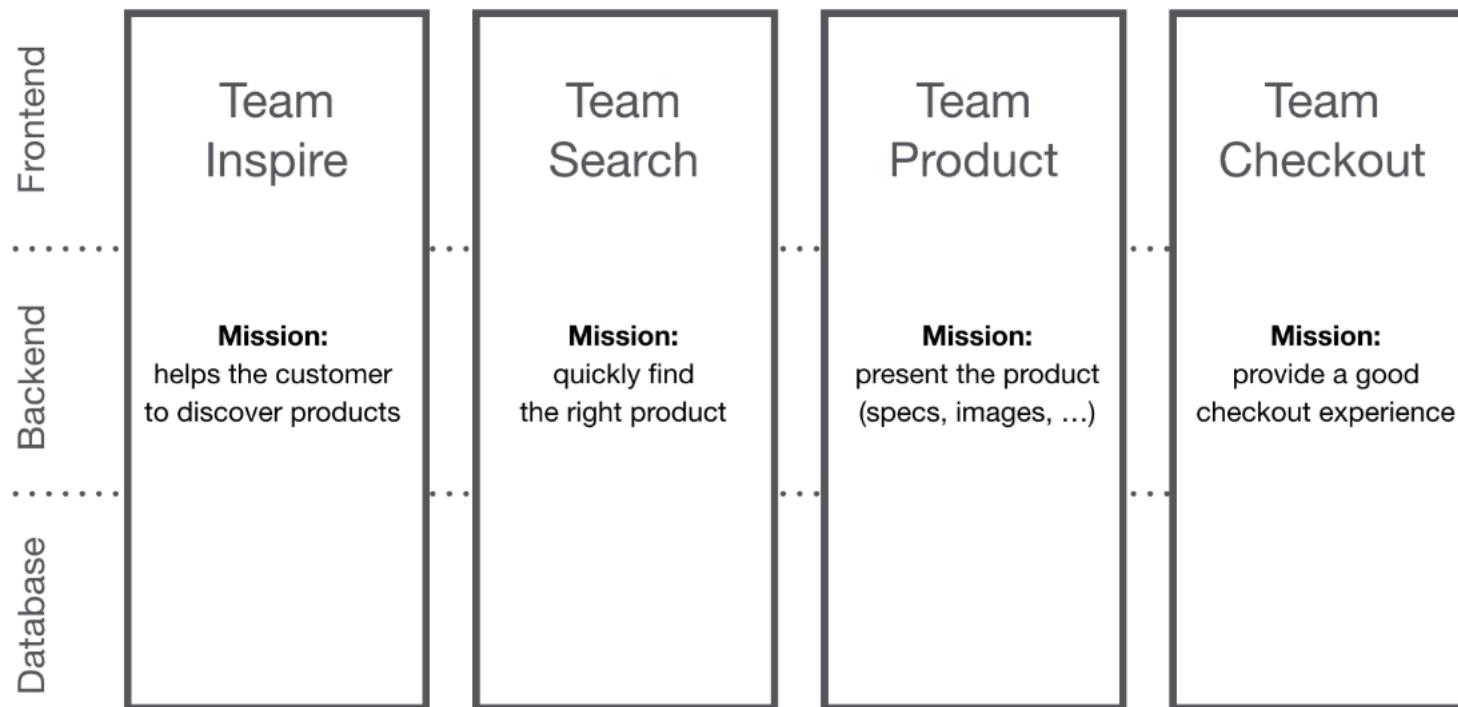 Frontend
Backend
Database
Team
Inspire
Mission:
helps the customer
to discover products
Team
Search
Mission:
quickly find
the right product
Team
Product
Mission:
present the product
(specs, images, …)
Team
Checkout
Mission:
provide a good
checkout experience